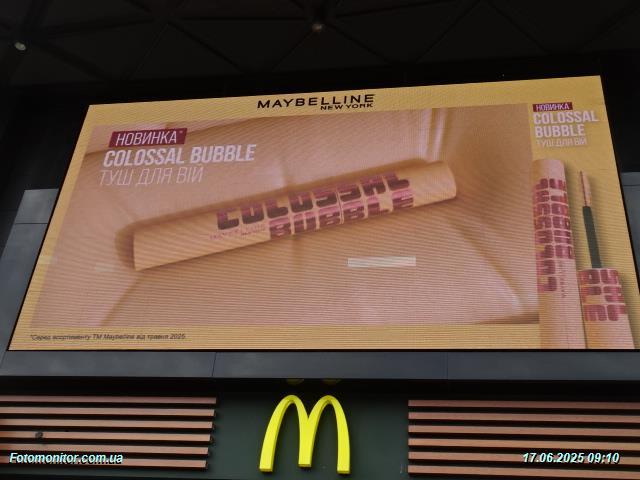 MAYBELLINE
NEW YORK
НОВИНКА*
COLOSSAL BUBBLE
ТУШ ДЛЯ ВІЙ
COLOSSAL
BUBBLE
НОВИНКА
COLOSSAL
BUBBLE
ТУШ ДЛЯ ВІЙ
*Серед асортименту ТМ Maybelline від травня 2025.
Fotomonitor.com.ua
17.06.2025 09:10